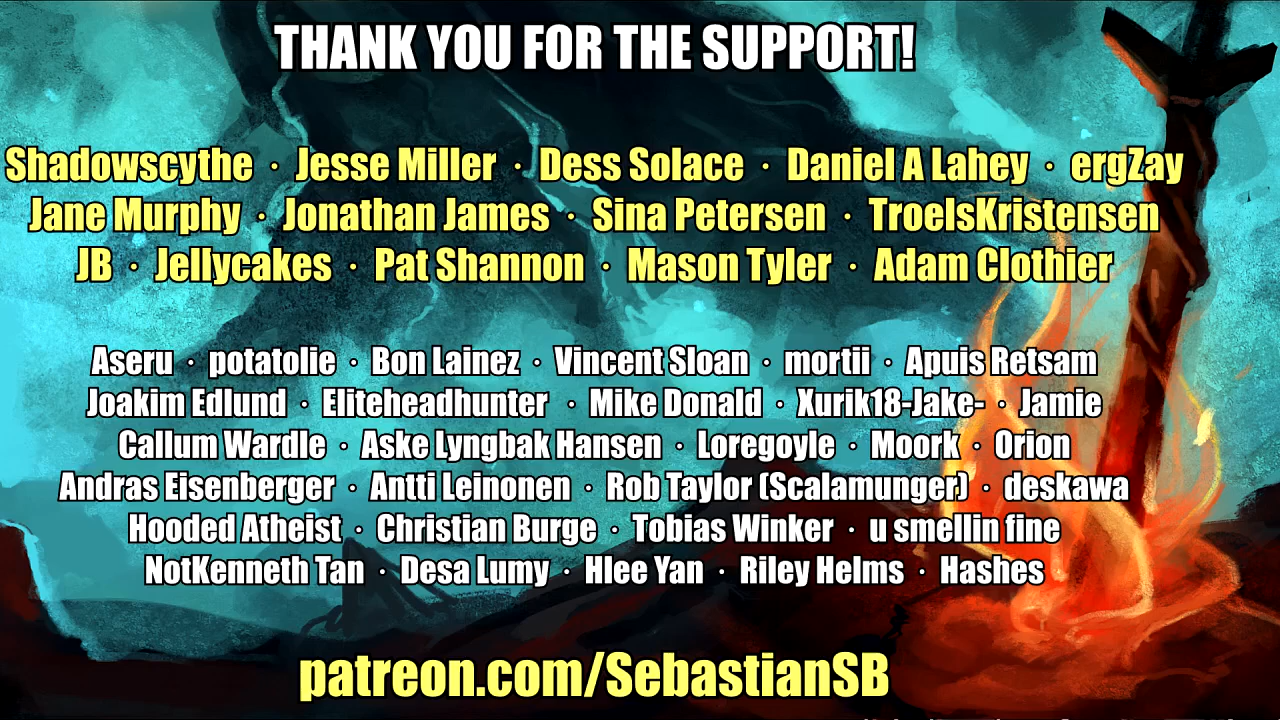 THANK YOU FOR THE SUPPORT!
Shadowscythe · Jesse Miller · Dess Solace · Daniel A Lahey · ergZay
Jane Murphy · Jonathan James · Sina Petersen · TroelsKristensen
JB · Jellycakes · Pat Shannon · Mason Tyler · Adam Clothier
Aseru · potatolie · Bon Lainez · Vincent Sloan · mortii · Apuis Retsam
Joakim Edlund · Eliteheadhunter · Mike Donald · Xurik18-Jake- · Jamie
Callum Wardle · Aske Lyngbak Hansen · Loregoyle · Moork · Orion
Andras Eisenberger · Antti Leinonen · Rob Taylor (Scalamunger) · deskawa
Hooded Atheist · Christian Burge · Tobias Winker · u smellin fine
NotKenneth Tan · Desa Lumy · Hlee Yan · Riley Helms · Hashes
patreon.com/SebastianSB